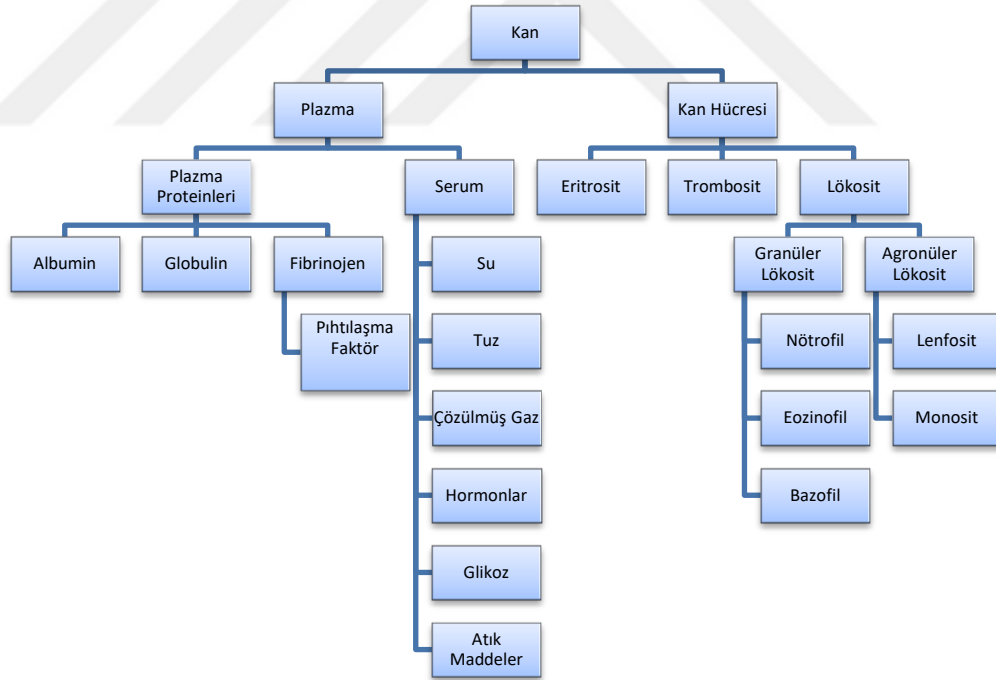 Kan
Plazma
Kan Hücresi
Plazma
Proteinleri
Serum
Eritrosit
Trombosit
Lökosit
Albumin
Globulin
Fibrinojen
Su
Granüler
Lökosit
Agronüler
Lökosit
Pıhtılaşma
Faktör
Tuz
Nötrofil
Lenfosit
Çözülmüş Gaz
Eozinofil
Monosit
Hormonlar
Bazofil
Glikoz
Atık
Maddeler